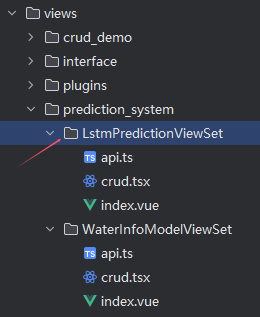 views
crud_demo
interface
plugins
prediction_system
LstmPredictionViewSet
TS api.ts
crud.tsx
index.vue
WaterInfoModelViewSet
TS api.ts
crud.tsx
index.vue